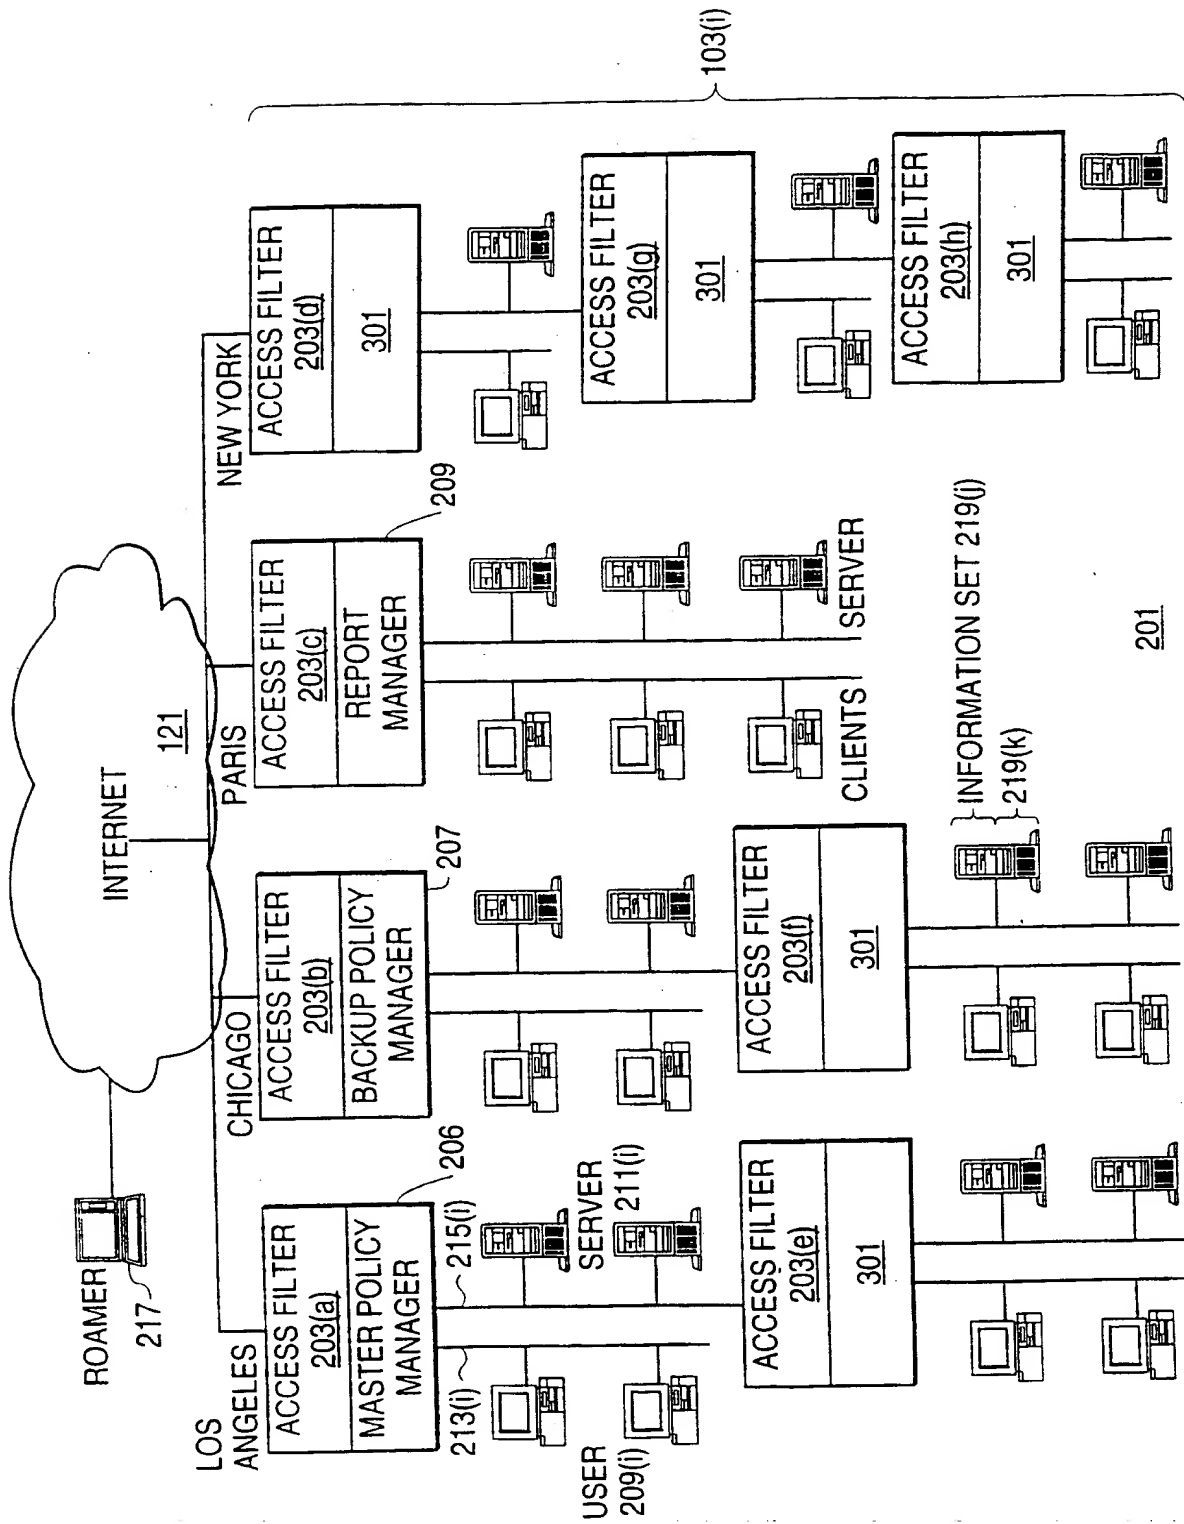 ROAMER
217
INTERNET
121
LOS
ANGELES
CHICAGO
PARIS
NEW YORK
ACCESS FILTER
203(a)
MASTER POLICY
MANAGER
206
ACCESS FILTER
203(b)
BACKUP POLICY
MANAGER
207
ACCESS FILTER
203(c)
REPORT
MANAGER
209
ACCESS FILTER
203(d)
301
103(i)
213(i)
215(i)
USER
209(i)
SERVER
211(i)
ACCESS FILTER
203(e)
301
ACCESS FILTER
203(f)
301
CLIENTS
SERVER
ACCESS FILTER
203(g)
301
ACCESS FILTER
203(h)
301
INFORMATION SET 219(j)
219(k)
201